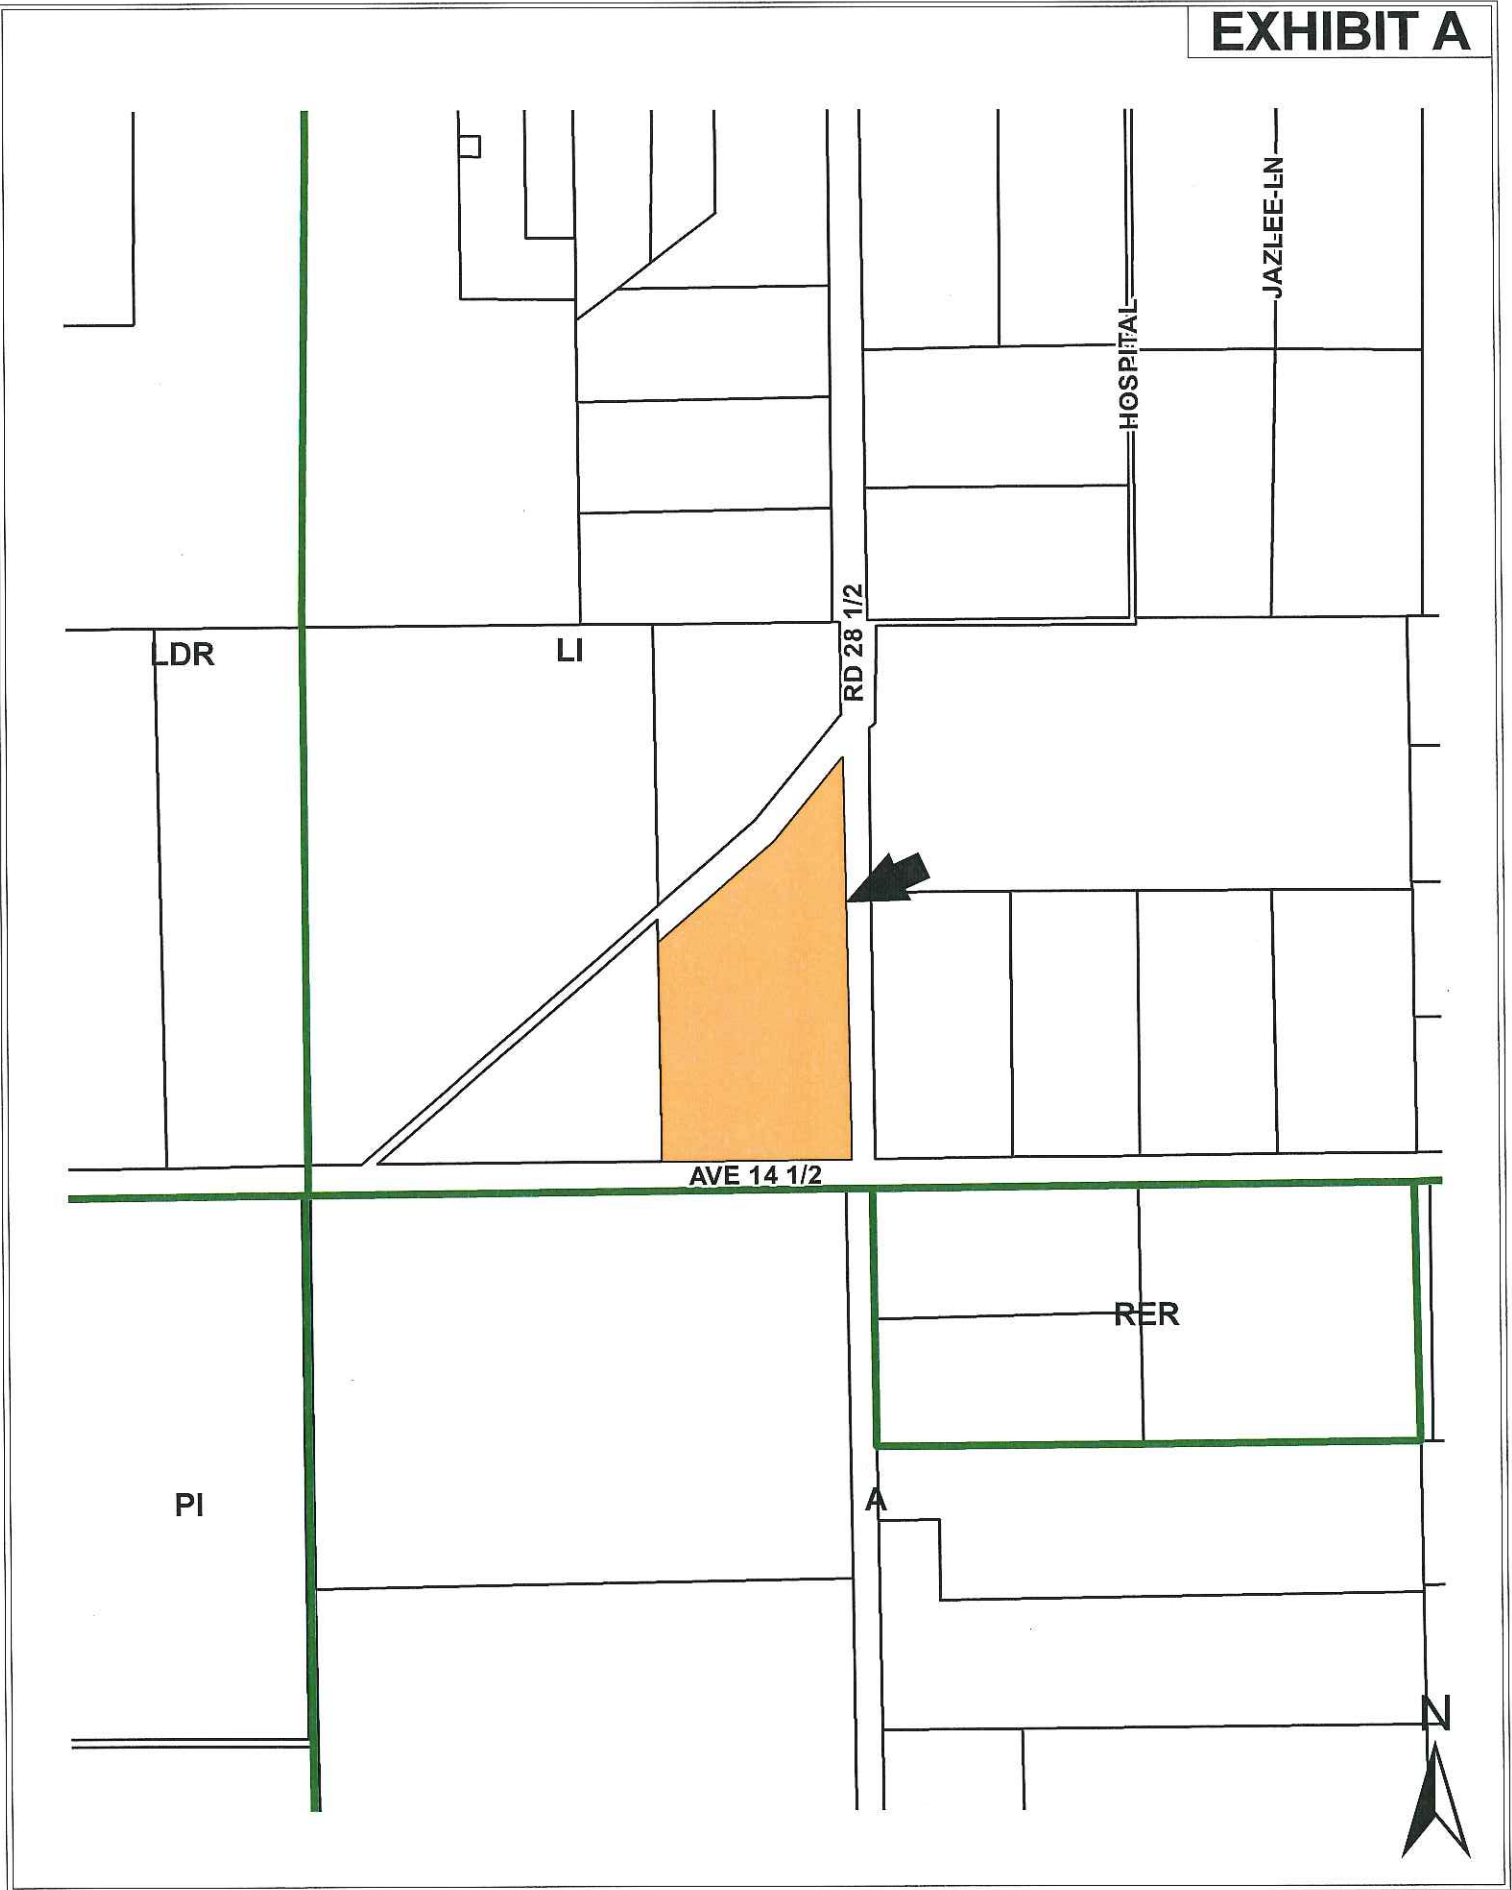 EXHIBIT A
JAZLEE LN
HOSPITAL
RD 28 1/2
LDR
LI
AVE 14 1/2
RER
PI
A
N